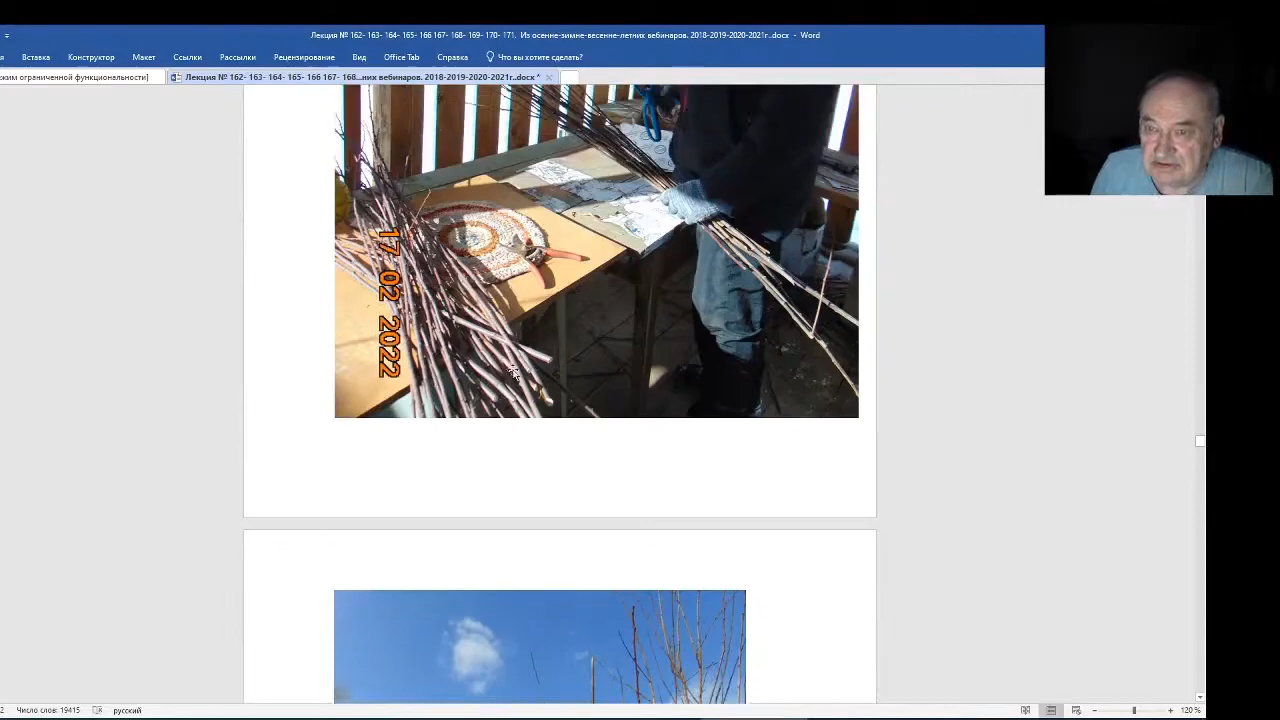 Лекция № 162- 163- 164- 165- 166 167- 168- 169- 170- 171. Из осенне-зимне-весенне-летних вебинаров. 2018-2019-2020-2021г..docx - Word
Вставка Конструктор Макет Ссылки Рассылки Рецензирование Вид Office Tab Справка Что вы хотите сделать?
ограниченной функциональности] Лекция № 162- 163- 164- 165- 166 167- 168...них вебинаров. 2018-2019-2020-2021г..docx *
17 02 2022
2 Число слов: 19415 русский 120 %